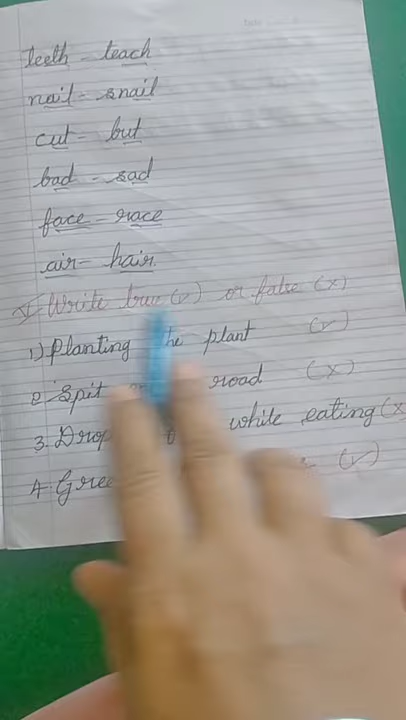 teeth - teach
nail - snail
cut - but
bad - sad
face - race
air - hair
V Write true (✓) or false (x)
1) Planting the plant (✓)
2 Spit road (x)
3. Drop while eating (x
4. Gree (✓)